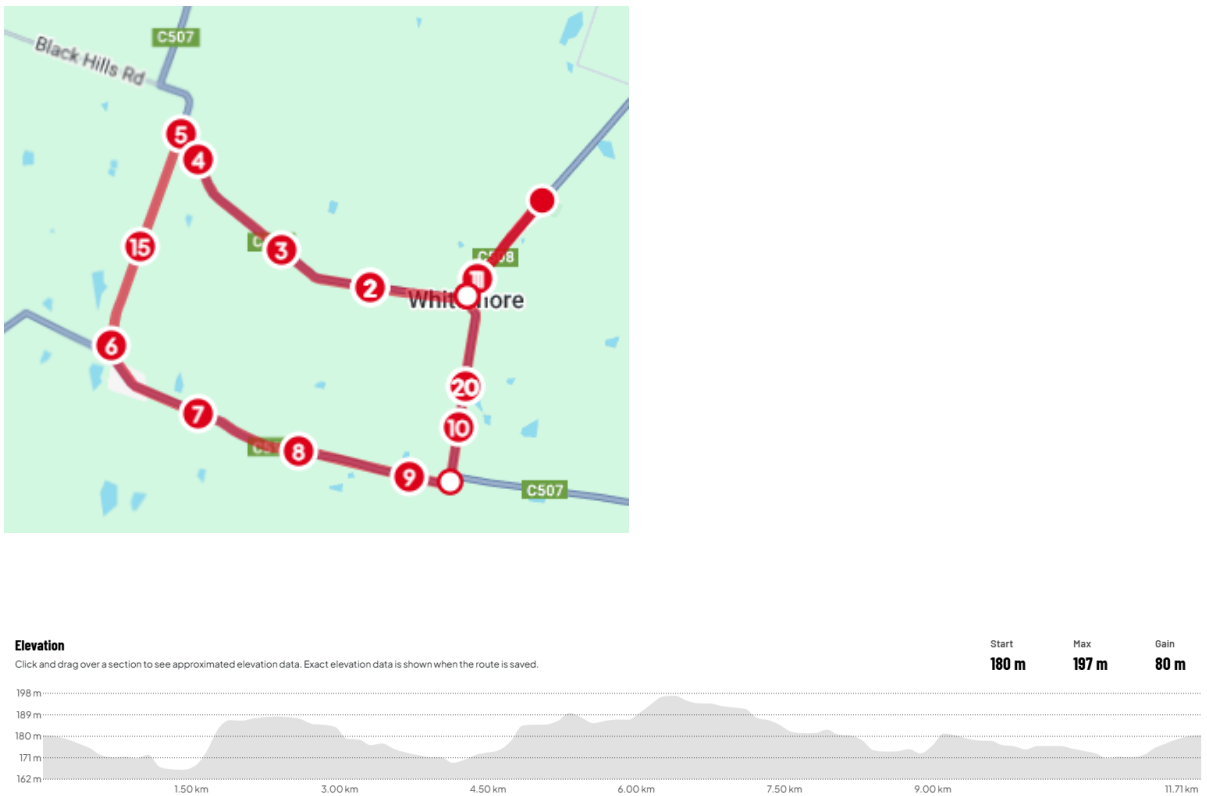 C507
Black Hills Rd
5
4
15
3
2
C508
6
20
7
10
8
9
C507
Elevation
Click and drag over a section to see approximated elevation data. Exact elevation data is shown when the route is saved.
Start
Max
Gain
180 m
197 m
80 m
198 m
189 m
180 m
171 m
162 m
1.50 km
3.00 km
4.50 km
6.00 km
7.50 km
9.00 km
11.71 km